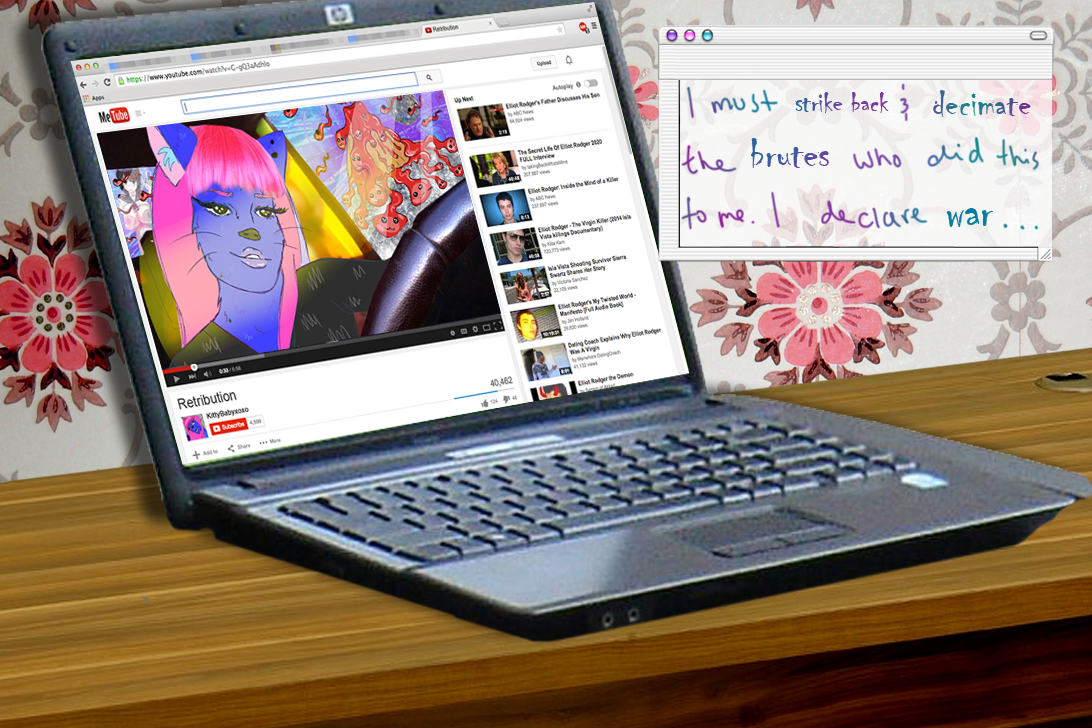 hp
Retribution
https://www.youtube.com/watch?v=C-gQ3aAdhIo
Apps
MeTube
Upload
Autoplay
Up Next
Elliot Rodger's Father Discusses His Son
by ABC News
2:18
The Secret Life Of Elliot Rodger 2020
FULL Interview
Elliot Rodger: Inside the Mind of a Killer
by ABC News
Elliot Rodger - The Virgin Killer (2014 Isla
Vista killings Documentary)
Isla Vista Shooting Survivor Sierra
Swartz Shares Her Story
Elliot Rodger's My Twisted World -
Manifesto [Full Audio Book]
Dating Coach Explains Why Elliot Rodger
Was A Virgin
Elliot Rodger the Demon
0:33
Retribution
40,462
KittyBabyxoxo
Subscribe
Add to Share More
I must strike back & decimate
the brutes who did this
to me. I declare war...